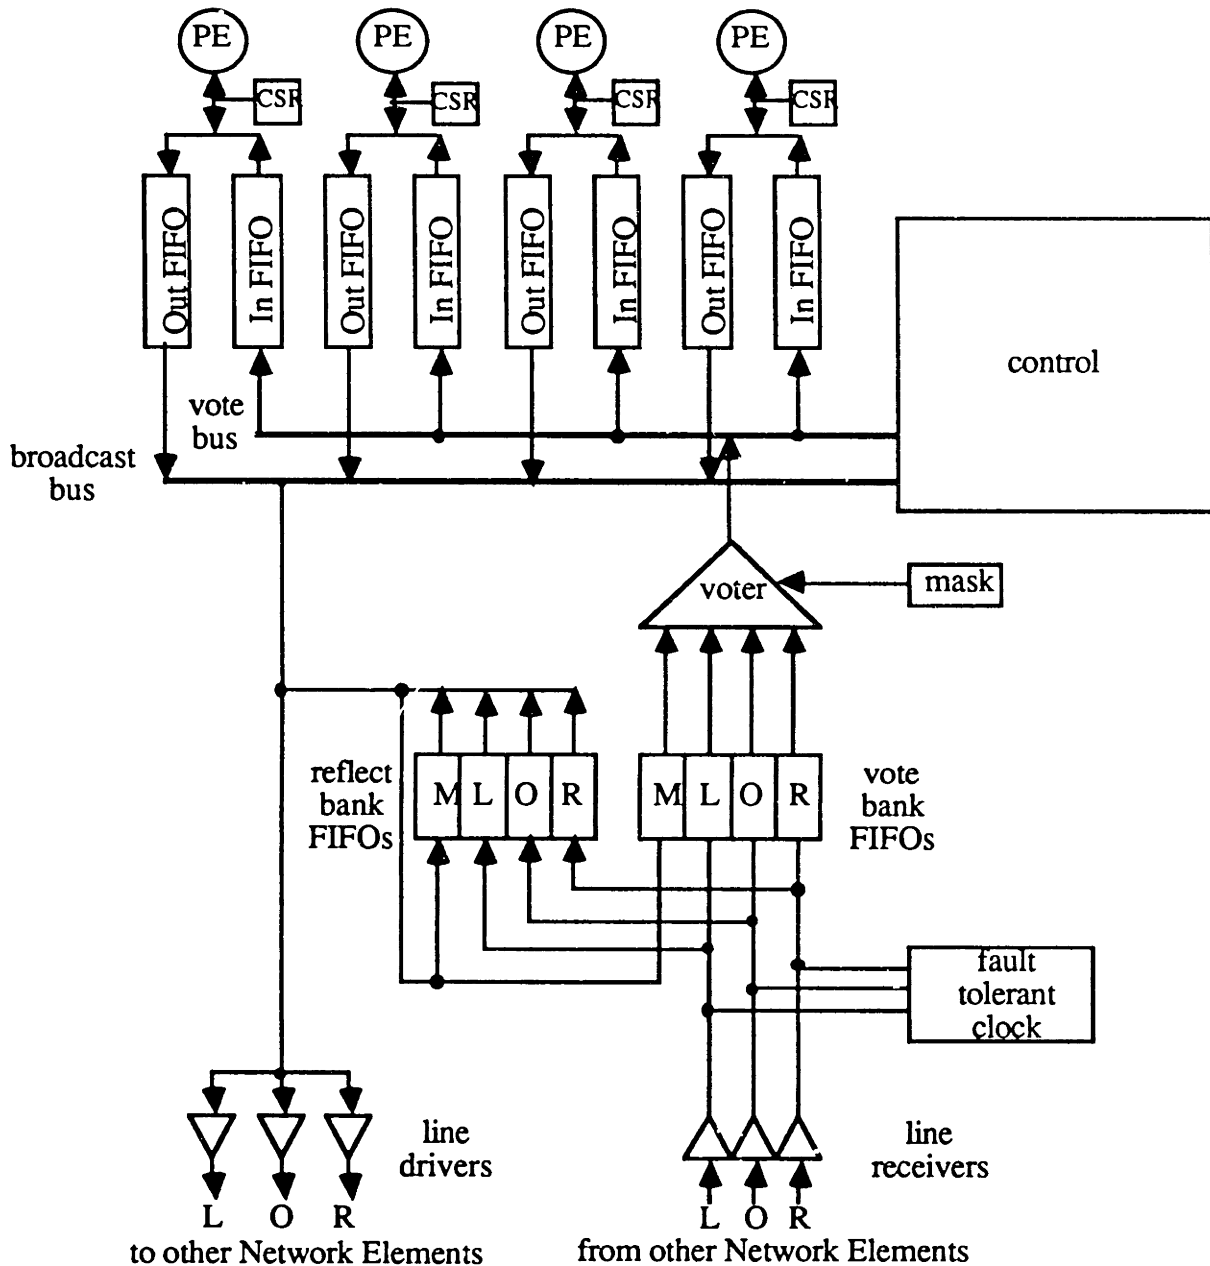 PE PE PE PE
CSR CSR CSR CSR
Out FIFO In FIFO Out FIFO In FIFO Out FIFO In FIFO Out FIFO In FIFO
control
vote
bus
broadcast
bus
voter
mask
reflect
bank
FIFOs
M L O R
M L O R
vote
bank
FIFOs
fault
tolerant
clock
line
drivers
line
receivers
L O R
L O R
to other Network Elements
from other Network Elements